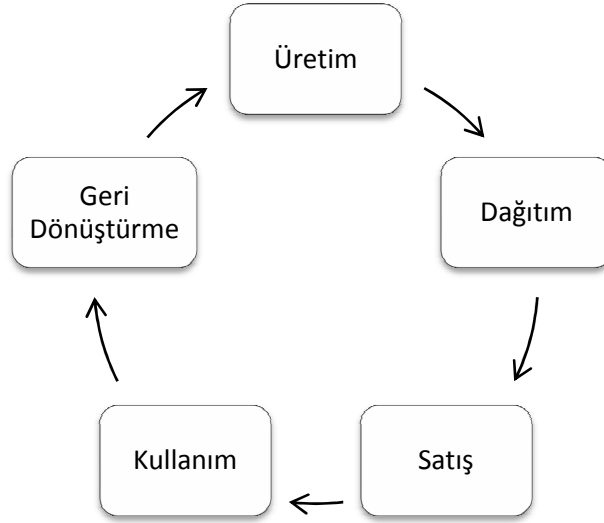 Üretim
Dağıtım
Satış
Kullanım
Geri
Dönüştürme